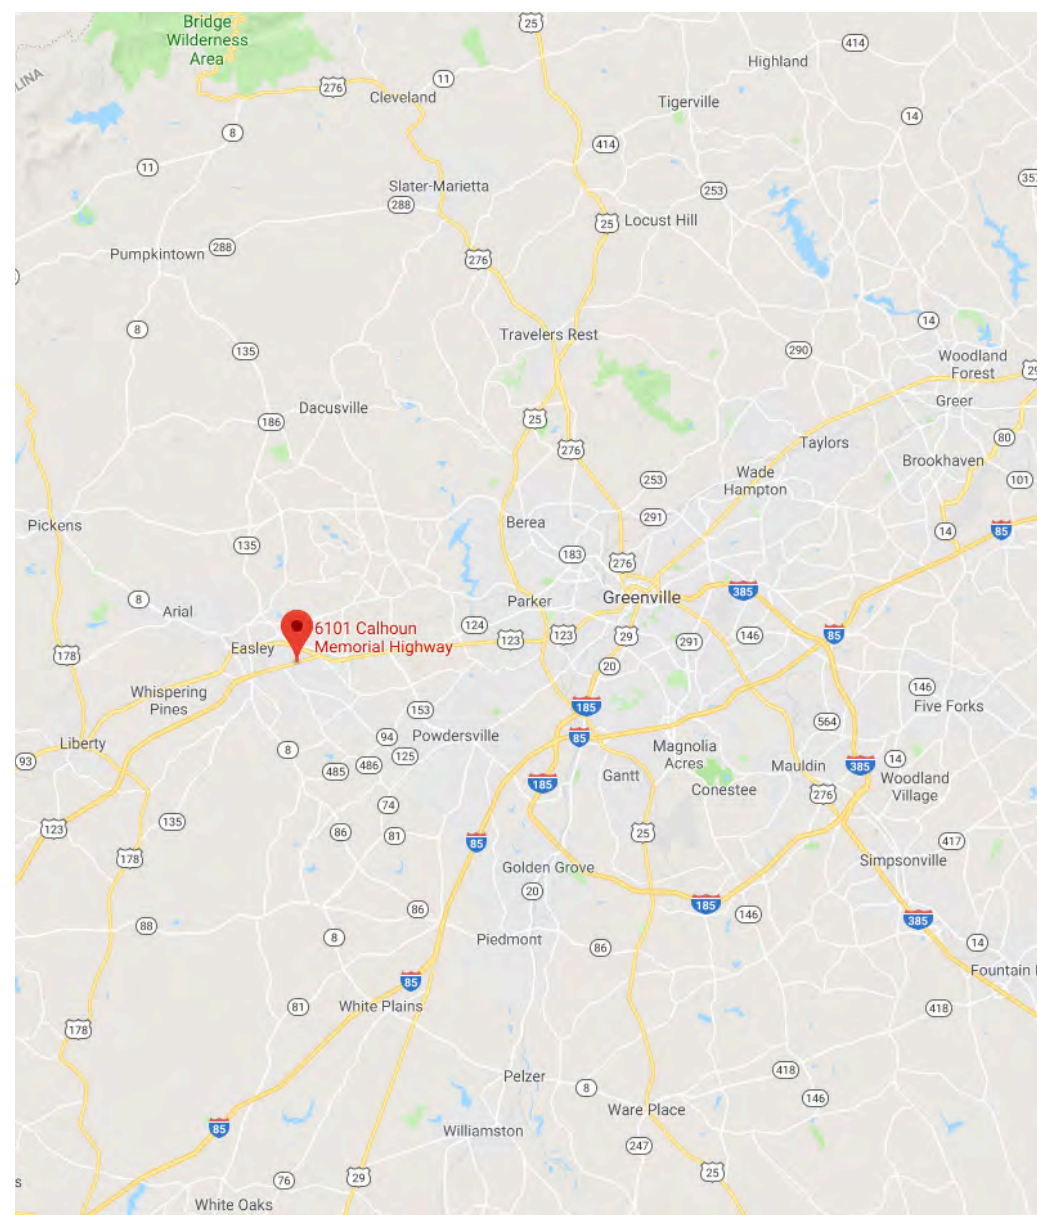 25
Bridge
Wilderness
Area
414
Highland
LINA
276
11
Cleveland
Tigerville
14
8
414
11
Slater-Marietta
253
357
288
25
Locust Hill
Pumpkintown
288
276
8
14
Travelers Rest
135
290
Woodland
Forest
29
Dacusville
Greer
186
25
80
276
Taylors
Brookhaven
253
Wade
Hampton
101
Pickens
Berea
291
14
85
135
183
276
385
8
Arial
Parker
Greenville
6101 Calhoun
Memorial Highway
124
123
123
29
146
85
Easley
178
291
20
Whispering
Pines
146
Five Forks
153
185
564
Liberty
94
Powdersville
85
Magnolia
Acres
93
8
125
14
485
486
Gantt
Mauldin
385
185
Conestee
Woodland
Village
276
74
135
123
86
81
25
417
85
178
Simpsonville
Golden Grove
20
185
86
146
385
88
8
Piedmont
86
14
Fountain
85
81
White Plains
418
178
418
Pelzer
8
146
Ware Place
85
Williamston
247
25
76
29
s
White Oaks